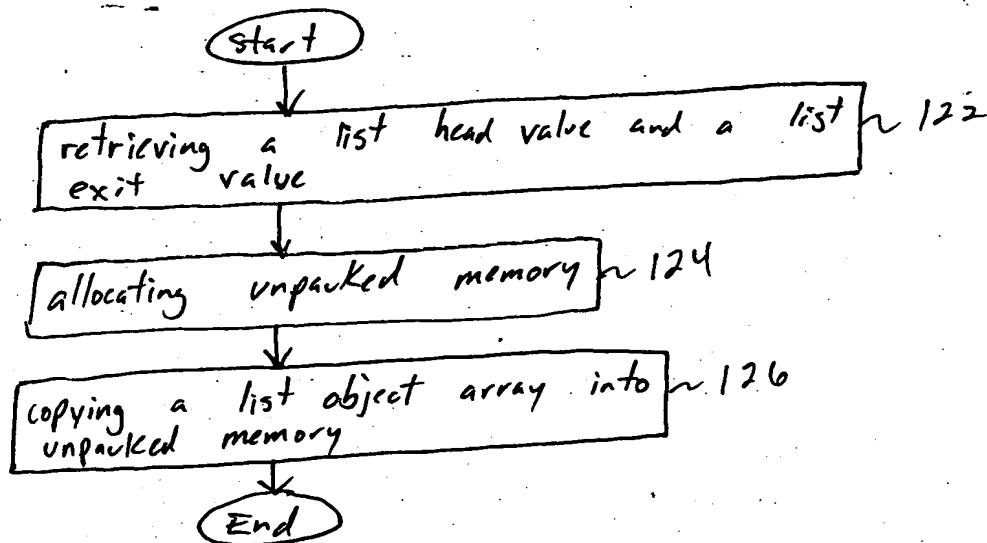 start
retrieving a list head value and a list ~ 122
exit value
allocating unpacked memory ~ 124
copying a list object array into ~ 126
unpacked memory
End